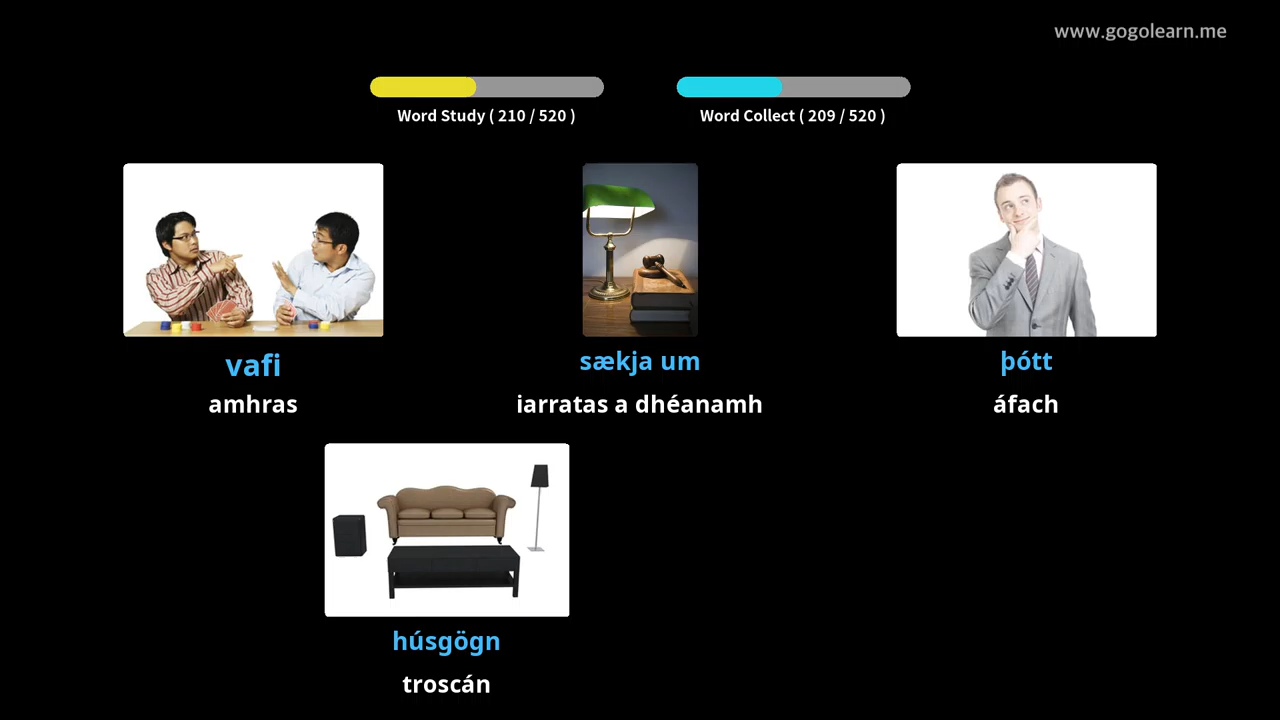 www.gogolearn.me
Word Study ( 210 / 520 )
Word Collect ( 209 / 520 )
vafi
amhras
sækja um
iarratas a dhéanamh
þótt
áfach
húsgögn
troscán